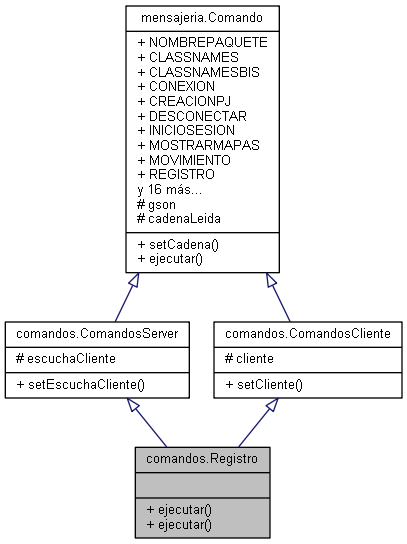 mensajeria.Comando
+ NOMBREPAQUETE
+ CLASSNAMES
+ CLASSNAMESBIS
+ CONEXION
+ CREACIONPJ
+ DESCONECTAR
+ INICIOSESION
+ MOSTRARMAPAS
+ MOVIMIENTO
+ REGISTRO
y 16 más...
# gson
# cadenaLeida
+ setCadena()
+ ejecutar()
comandos.ComandosServer
# escuchaCliente
+ setEscuchaCliente()
comandos.ComandosCliente
# cliente
+ setCliente()
comandos.Registro
+ ejecutar()
+ ejecutar()